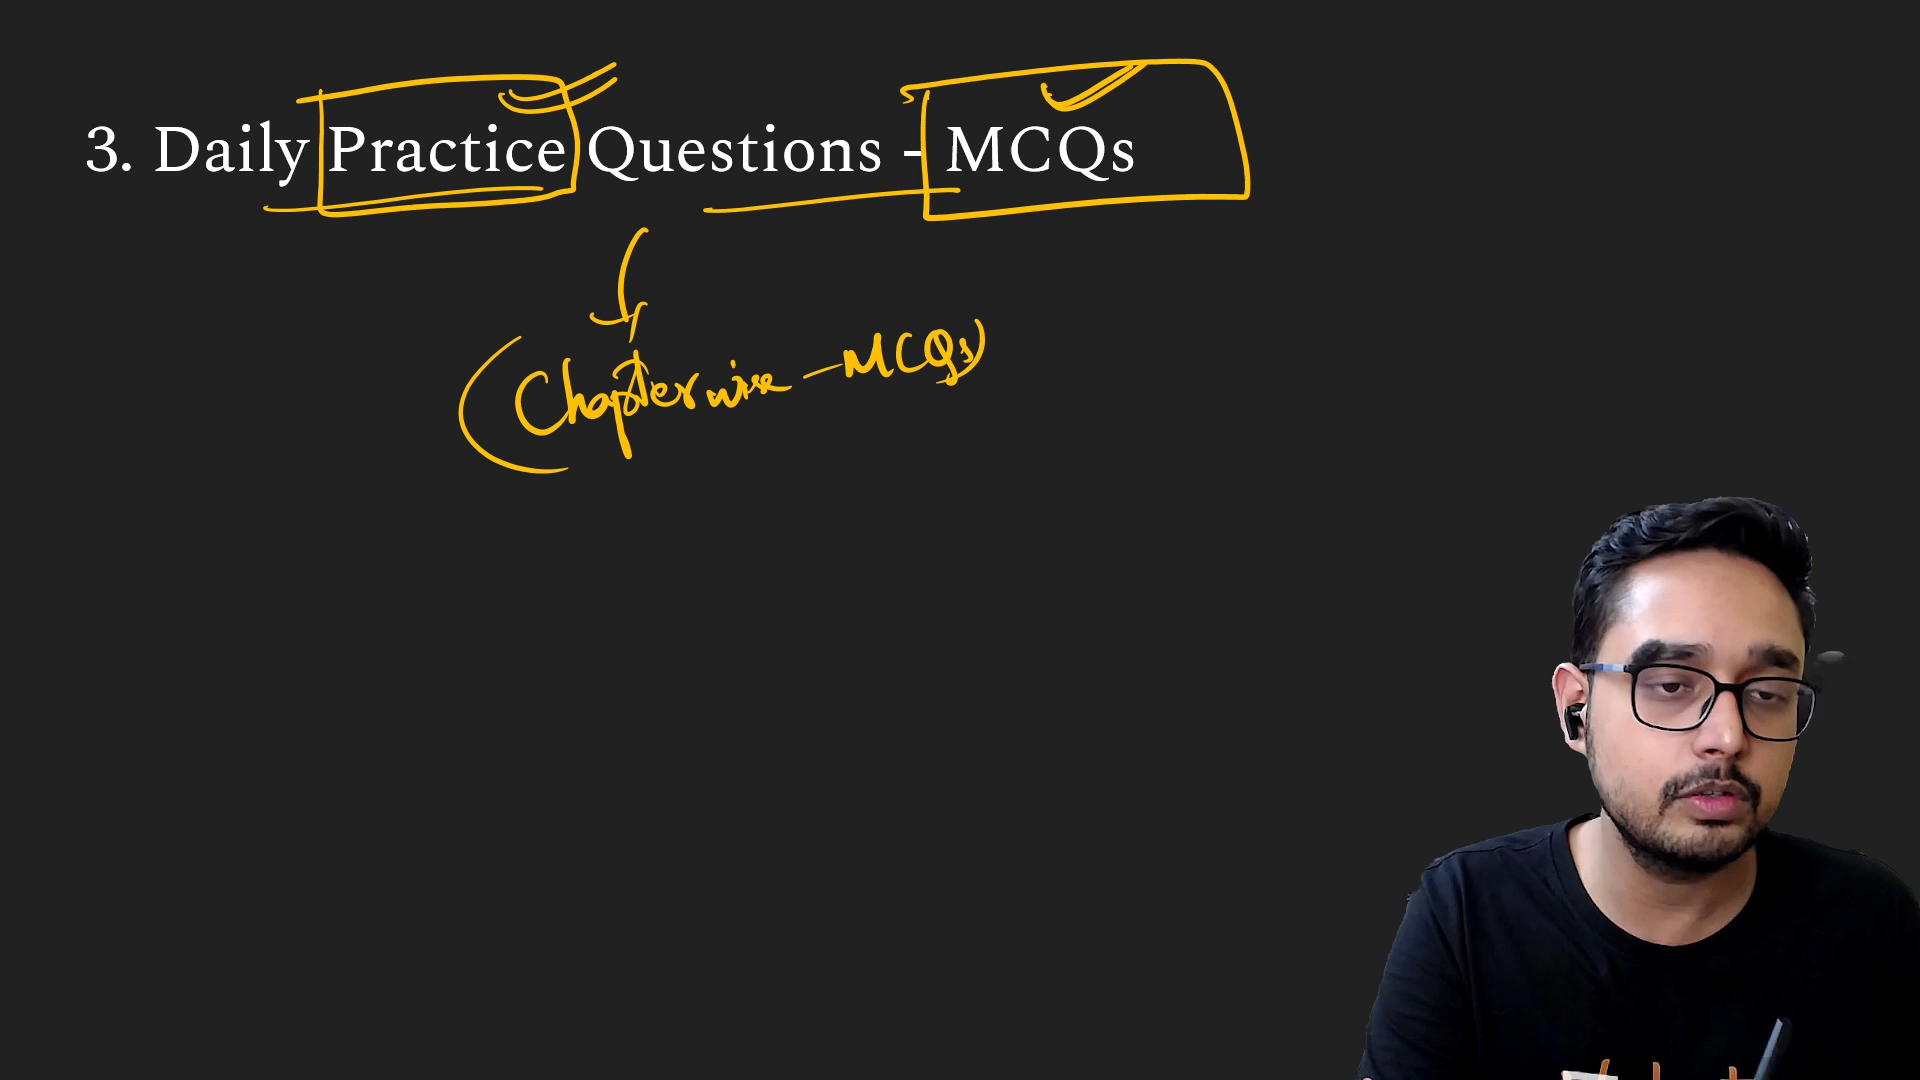 3. Daily Practice Questions - MCQs
Chapterwise - MCQs